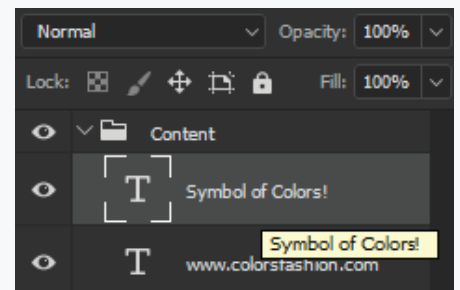 Normal Opacity: 100%
Lock: Fill: 100%
Content
T Symbol of Colors!
Symbol of Colors!
T www.colorsfashion.com